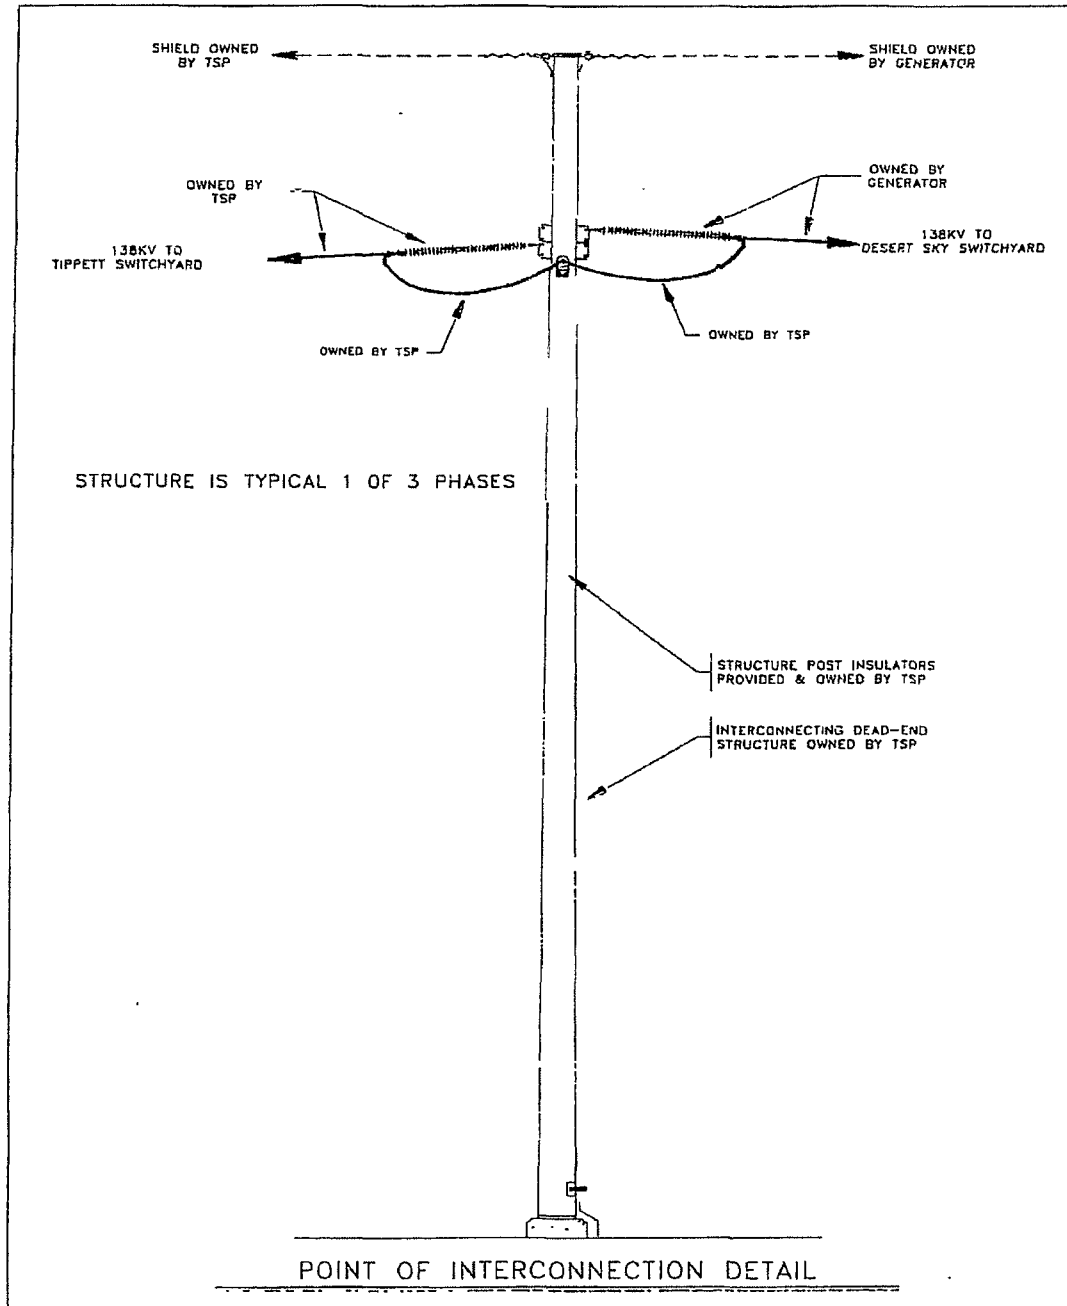 SHIELD OWNED
BY TSP
SHIELD OWNED
BY GENERATOR
OWNED BY
TSP
OWNED BY
GENERATOR
138KV TO
TIPPETT SWITCHYARD
138KV TO
DESERT SKY SWITCHYARD
OWNED BY TSP
OWNED BY TSP
STRUCTURE IS TYPICAL 1 OF 3 PHASES
STRUCTURE POST INSULATORS
PROVIDED & OWNED BY TSP
INTERCONNECTING DEAD-END
STRUCTURE OWNED BY TSP
POINT OF INTERCONNECTION DETAIL